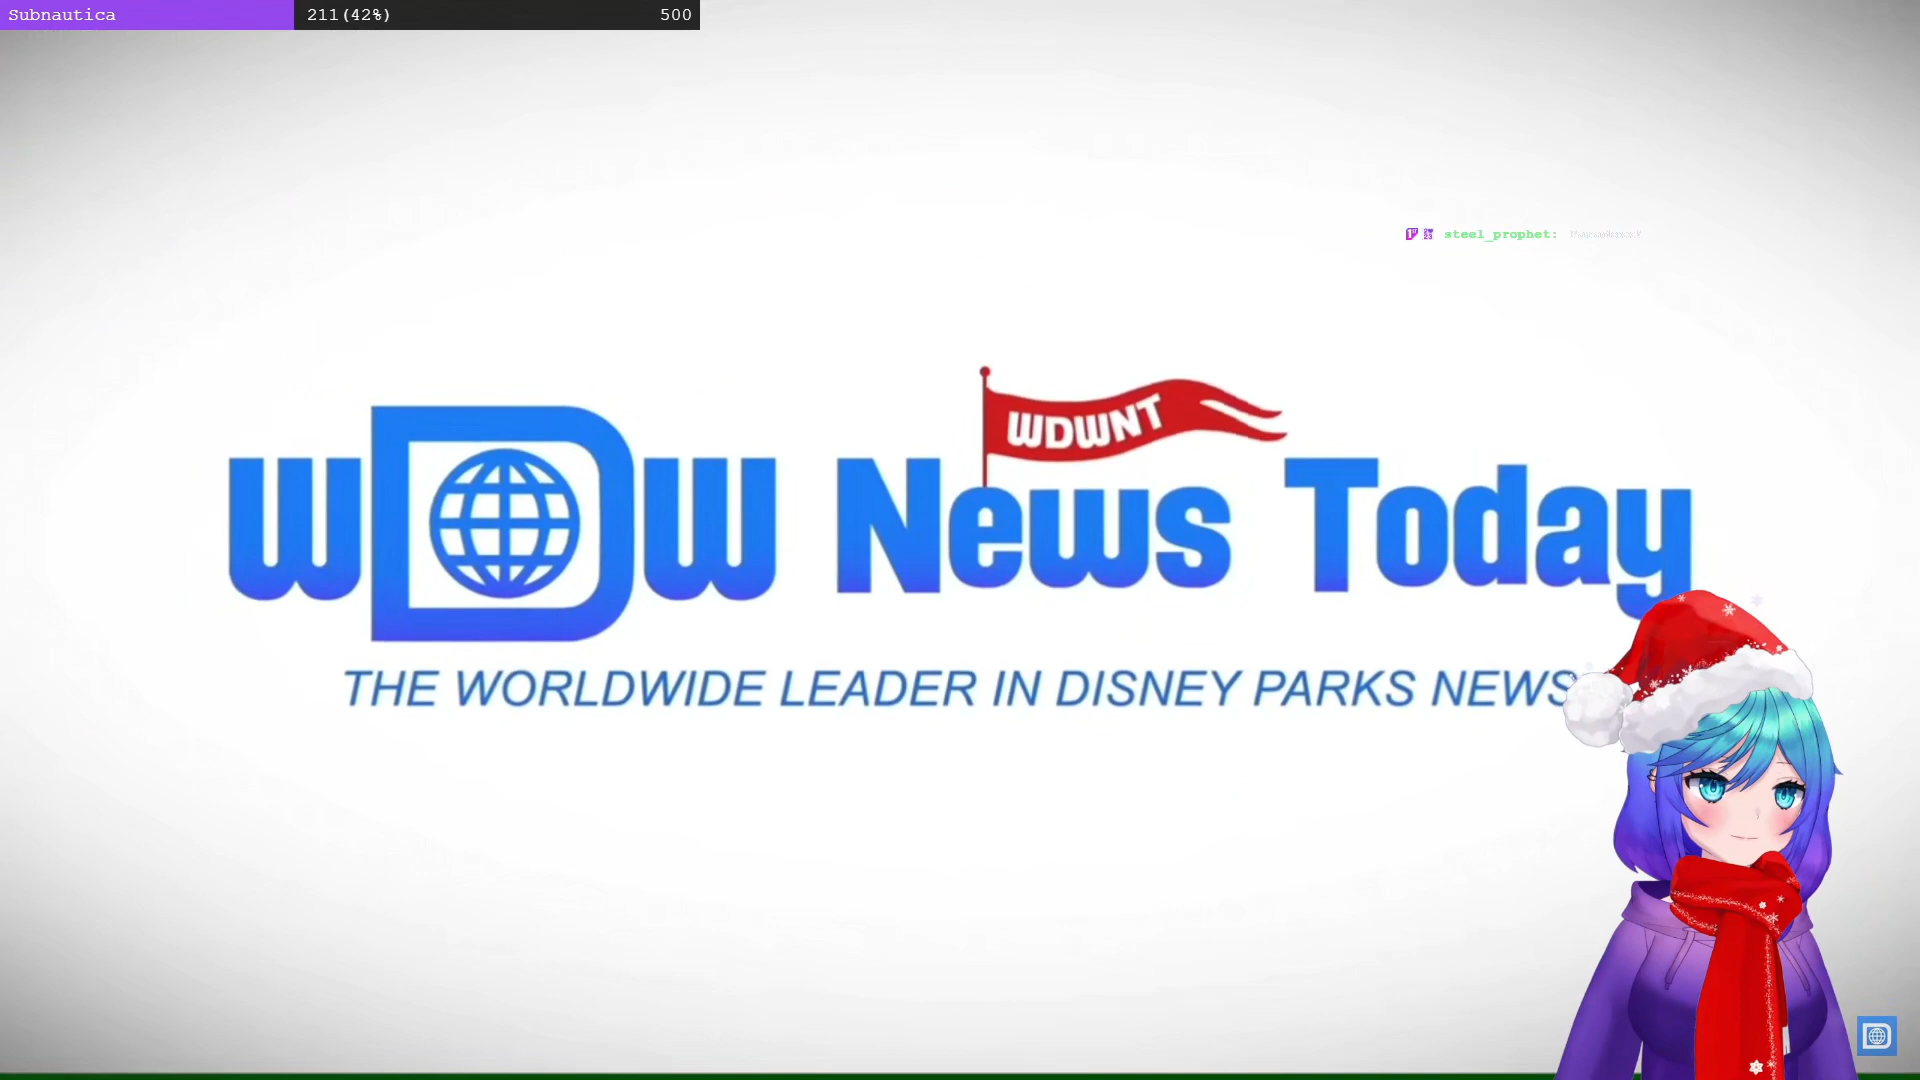 Subnautica 211(42%) 500
steel_prophet:
WDWNT
WDW News Today
THE WORLDWIDE LEADER IN DISNEY PARKS NEWS